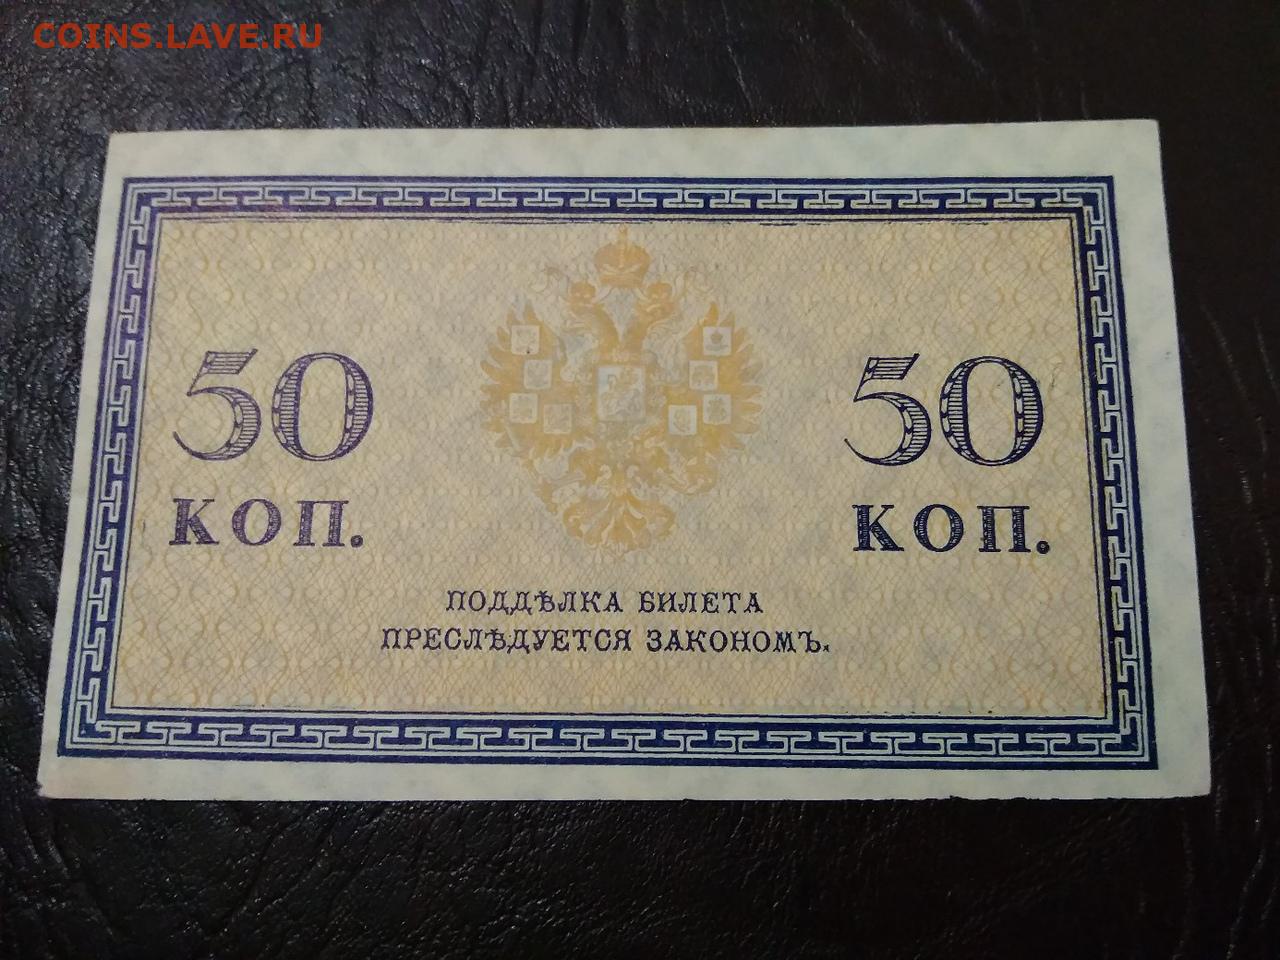 COINS.LAVE.RU
50 50
КОП. КОП.
ПОДДѢЛКА БИЛЕТА
ПРЕСЛѢДУЕТСЯ ЗАКОНОМЪ.